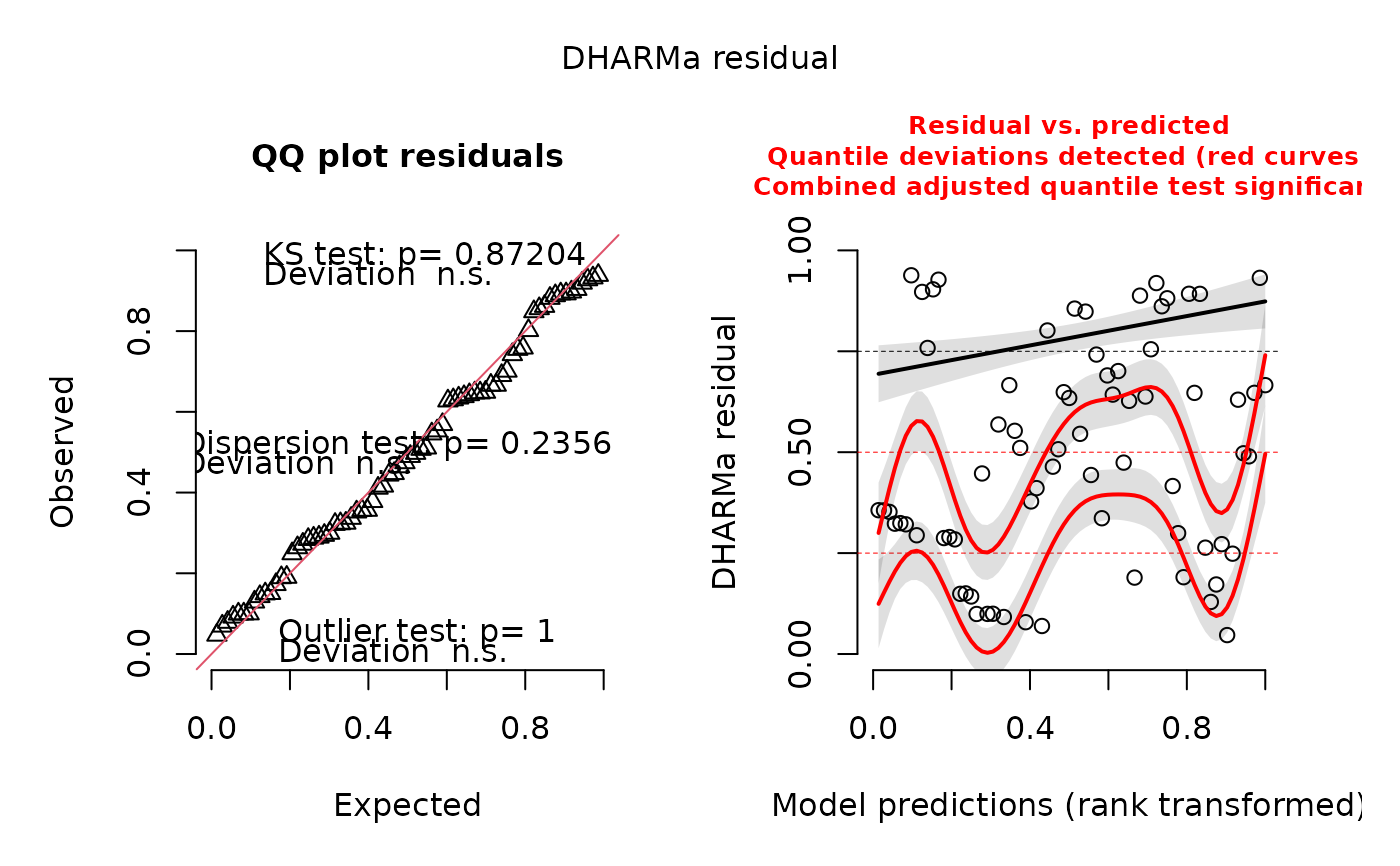 DHARMa residual
QQ plot residuals
KS test: p= 0.87204
Deviation n.s.
Dispersion test: p= 0.2356
Deviation n.s.
Outlier test: p= 1
Deviation n.s.
Observed
0.0
0.4
0.8
0.0
0.4
0.8
Expected
Residual vs. predicted
Quantile deviations detected (red curves
Combined adjusted quantile test significan
DHARMa residual
0.00
0.50
1.00
0.0
0.4
0.8
Model predictions (rank transformed)